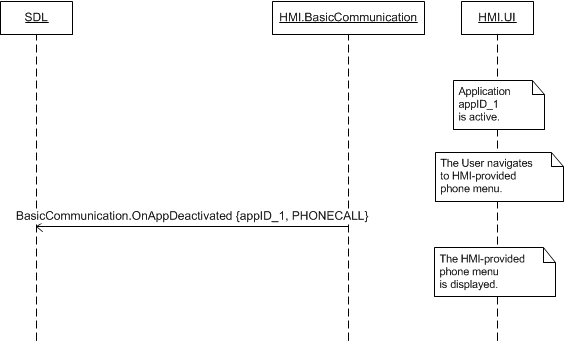 SDL
HMI.BasicCommunication
HMI.UI
Application
appID_1
is active.
The User navigates
to HMI-provided
phone menu.
BasicCommunication.OnAppDeactivated {appID_1, PHONECALL}
The HMI-provided
phone menu
is displayed.